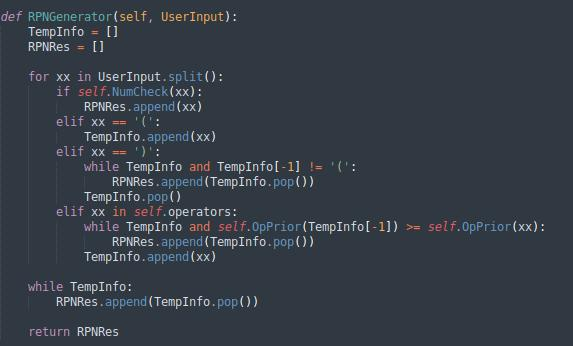 def RPNGenerator(self, UserInput):
    TempInfo = []
    RPNRes = []

    for xx in UserInput.split():
        if self.NumCheck(xx):
            RPNRes.append(xx)
        elif xx == '(':
            TempInfo.append(xx)
        elif xx == ')':
            while TempInfo and TempInfo[-1] != '(':
                RPNRes.append(TempInfo.pop())
            TempInfo.pop()
        elif xx in self.operators:
            while TempInfo and self.OpPrior(TempInfo[-1]) >= self.OpPrior(xx):
                RPNRes.append(TempInfo.pop())
            TempInfo.append(xx)

    while TempInfo:
        RPNRes.append(TempInfo.pop())

    return RPNRes